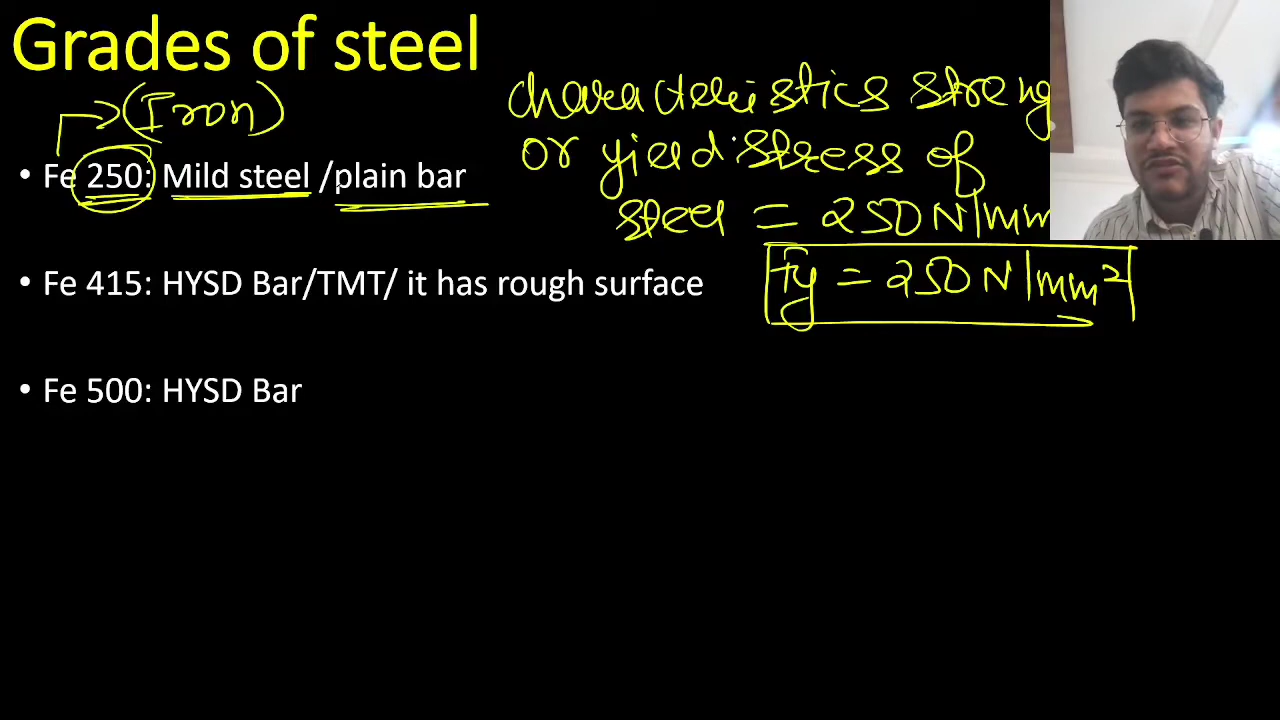 Grades of steel
(Iron)
• Fe 250: Mild steel /plain bar
characteristics streng
or yield stress of
steel = 250 N/mm
fy = 250 N/mm²
• Fe 415: HYSD Bar/TMT/ it has rough surface
• Fe 500: HYSD Bar